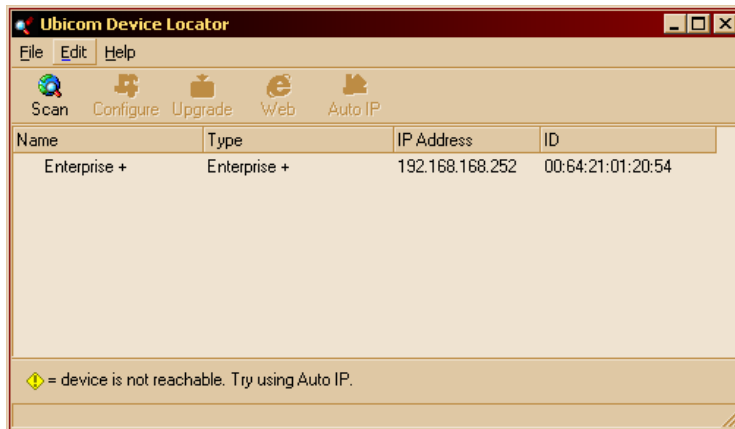 Ubicom Device Locator
File Edit Help
Scan Configure Upgrade Web Auto IP
Name Type IP Address ID
Enterprise + Enterprise + 192.168.168.252 00:64:21:01:20:54
= device is not reachable. Try using Auto IP.